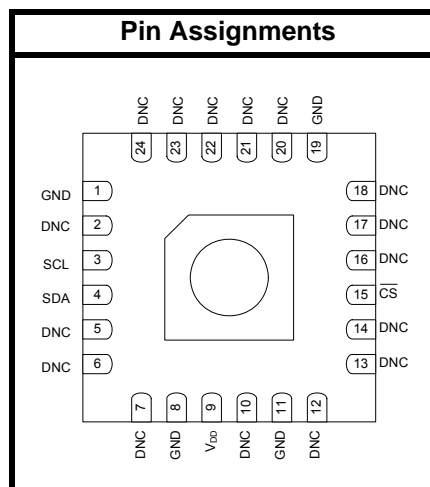 Pin Assignments
DNC DNC DNC DNC DNC GND
24 23 22 21 20 19
GND 1 18 DNC
DNC 2 17 DNC
SCL 3 16 DNC
SDA 4 15 CS
DNC 5 14 DNC
DNC 6 13 DNC
7 8 9 10 11 12
DNC GND VDD DNC GND DNC